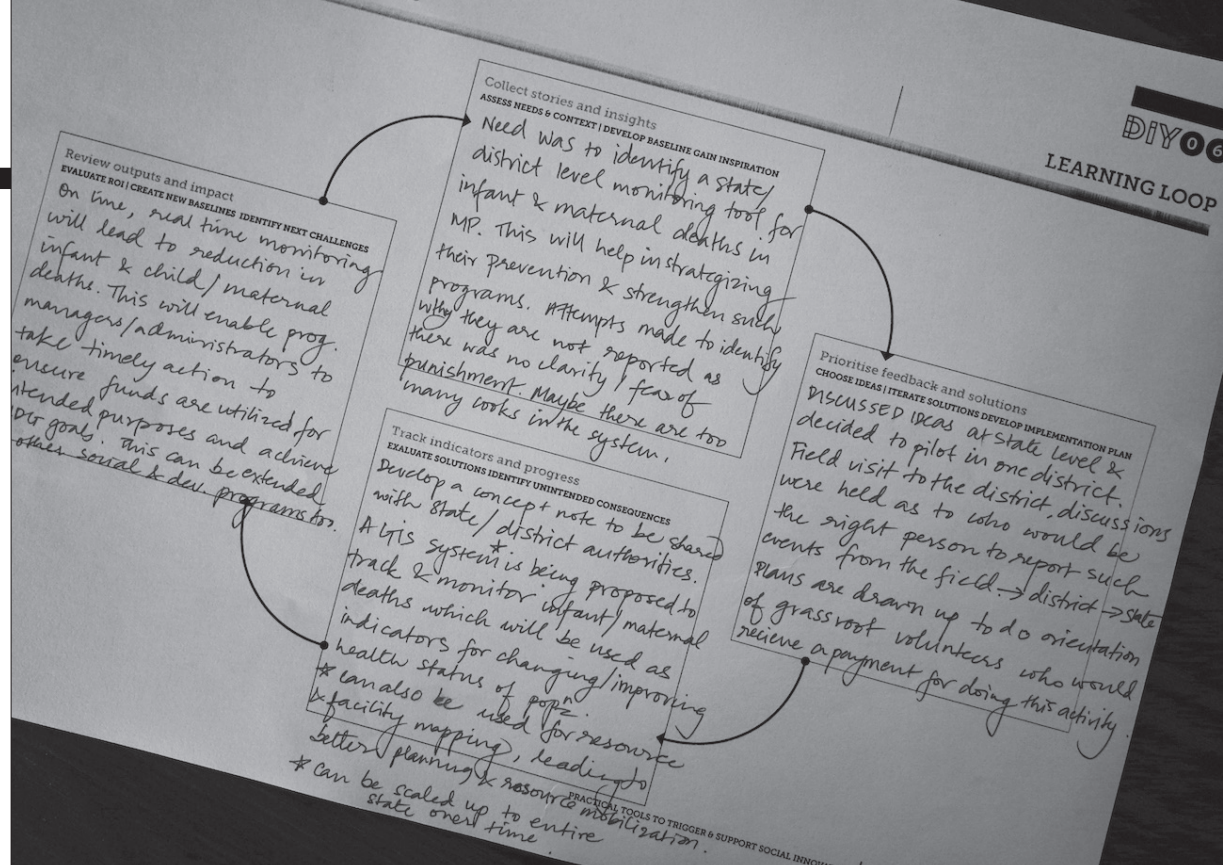 DIY06
LEARNING LOOP
Collect stories and insights
ASSESS NEEDS & CONTEXT | DEVELOP BASELINE GAIN INSPIRATION
Need was to identify a state/
district level monitoring tool for
infant & maternal deaths in
MP. This will help in strategizing
their prevention & strengthen such
programs. Attempts made to identify
why they are not reported as
there was no clarity / fear of
punishment. Maybe there are too
many cooks in the system.
Prioritise feedback and solutions
CHOOSE IDEAS | ITERATE SOLUTIONS DEVELOP IMPLEMENTATION PLAN
DISCUSSED IDEAS at State level &
decided to pilot in one district.
Field visit to the district, discussions
were held as to who would be
the right person to report such
events from the field → district → state
Plans are drawn up to do orientation
of grassroot volunteers who would
recieve a payment for doing this activity.
Track indicators and progress
EXALUATE SOLUTIONS IDENTIFY UNINTENDED CONSEQUENCES
Develop a concept note to be shared
with State/district authorities.
A GIS system* is being proposed to
track & monitor infant/maternal
deaths which will be used as
indicators for changing/improving
health status of popn.
* can also be used for resource
& facility mapping, leading to
better planning & resource mobilization.
* can be scaled up to entire
state over time.
Review outputs and impact
EVALUATE ROI | CREATE NEW BASELINES IDENTIFY NEXT CHALLENGES
On time, real time monitoring
will lead to reduction in
infant & child/maternal
deaths. This will enable prog.
managers/administrators to
take timely action to
ensure funds are utilized for
intended purposes and achieve
goals. This can be extended
other social & dev. programs too.
PRACTICAL TOOLS TO TRIGGER & SUPPORT SOCIAL